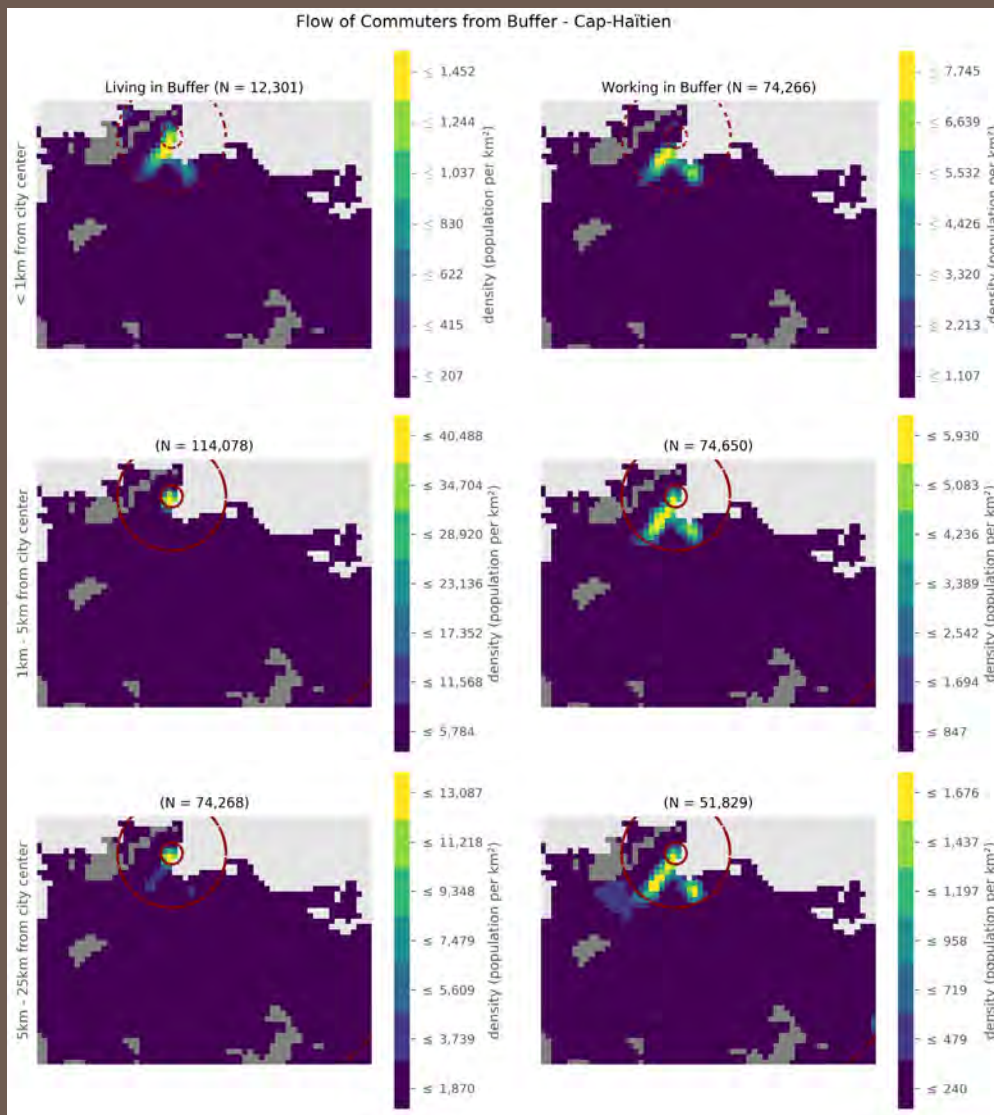 Flow of Commuters from Buffer - Cap-Haïtien
Living in Buffer (N = 12,301)
< 1km from city center
≤ 1,452
≤ 1,244
≤ 1,037
≤ 830
≤ 622
≤ 415
≤ 207
density (population per km²)
Working in Buffer (N = 74,266)
≤ 7,745
≤ 6,639
≤ 5,532
≤ 4,426
≤ 3,320
≤ 2,213
≤ 1,107
density (population per km²)
(N = 114,078)
1km - 5km from city center
≤ 40,488
≤ 34,704
≤ 28,920
≤ 23,136
≤ 17,352
≤ 11,568
≤ 5,784
density (population per km²)
(N = 74,650)
≤ 5,930
≤ 5,083
≤ 4,236
≤ 3,389
≤ 2,542
≤ 1,694
≤ 847
density (population per km²)
(N = 74,268)
5km - 25km from city center
≤ 13,087
≤ 11,218
≤ 9,348
≤ 7,479
≤ 5,609
≤ 3,739
≤ 1,870
density (population per km²)
(N = 51,829)
≤ 1,676
≤ 1,437
≤ 1,197
≤ 958
≤ 719
≤ 479
≤ 240
density (population per km²)